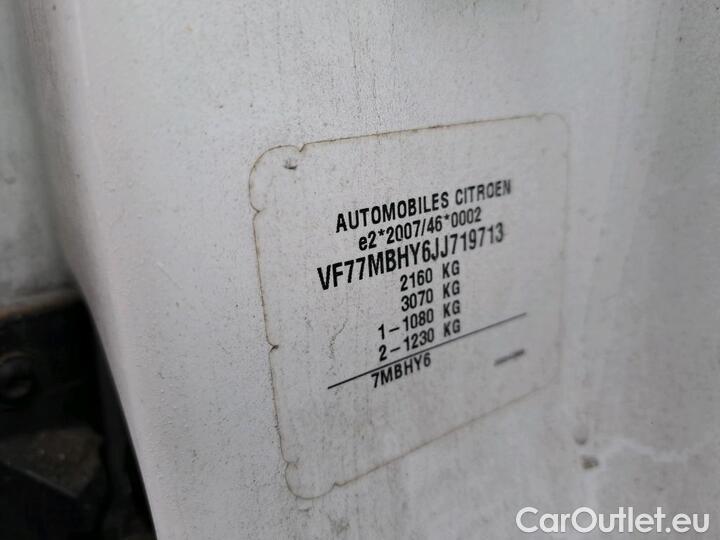 AUTOMOBILES CITROEN
e2*2007/46*0002
VF77MBHY6JJ719713
2160 KG
3070 KG
1-1080 KG
2-1230 KG
7MBHY6
CarOutlet.eu